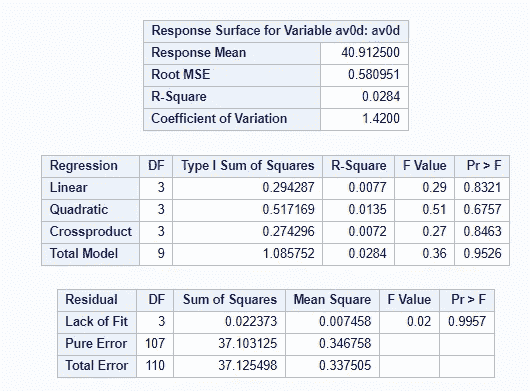 Response Surface for Variable av0d: av0d
Response Mean 40.912500
Root MSE 0.580951
R-Square 0.0284
Coefficient of Variation 1.4200
Regression DF Type I Sum of Squares R-Square F Value Pr > F
Linear 3 0.294287 0.0077 0.29 0.8321
Quadratic 3 0.517169 0.0135 0.51 0.6757
Crossproduct 3 0.274296 0.0072 0.27 0.8463
Total Model 9 1.085752 0.0284 0.36 0.9526
Residual DF Sum of Squares Mean Square F Value Pr > F
Lack of Fit 3 0.022373 0.007458 0.02 0.9957
Pure Error 107 37.103125 0.346758
Total Error 110 37.125498 0.337505